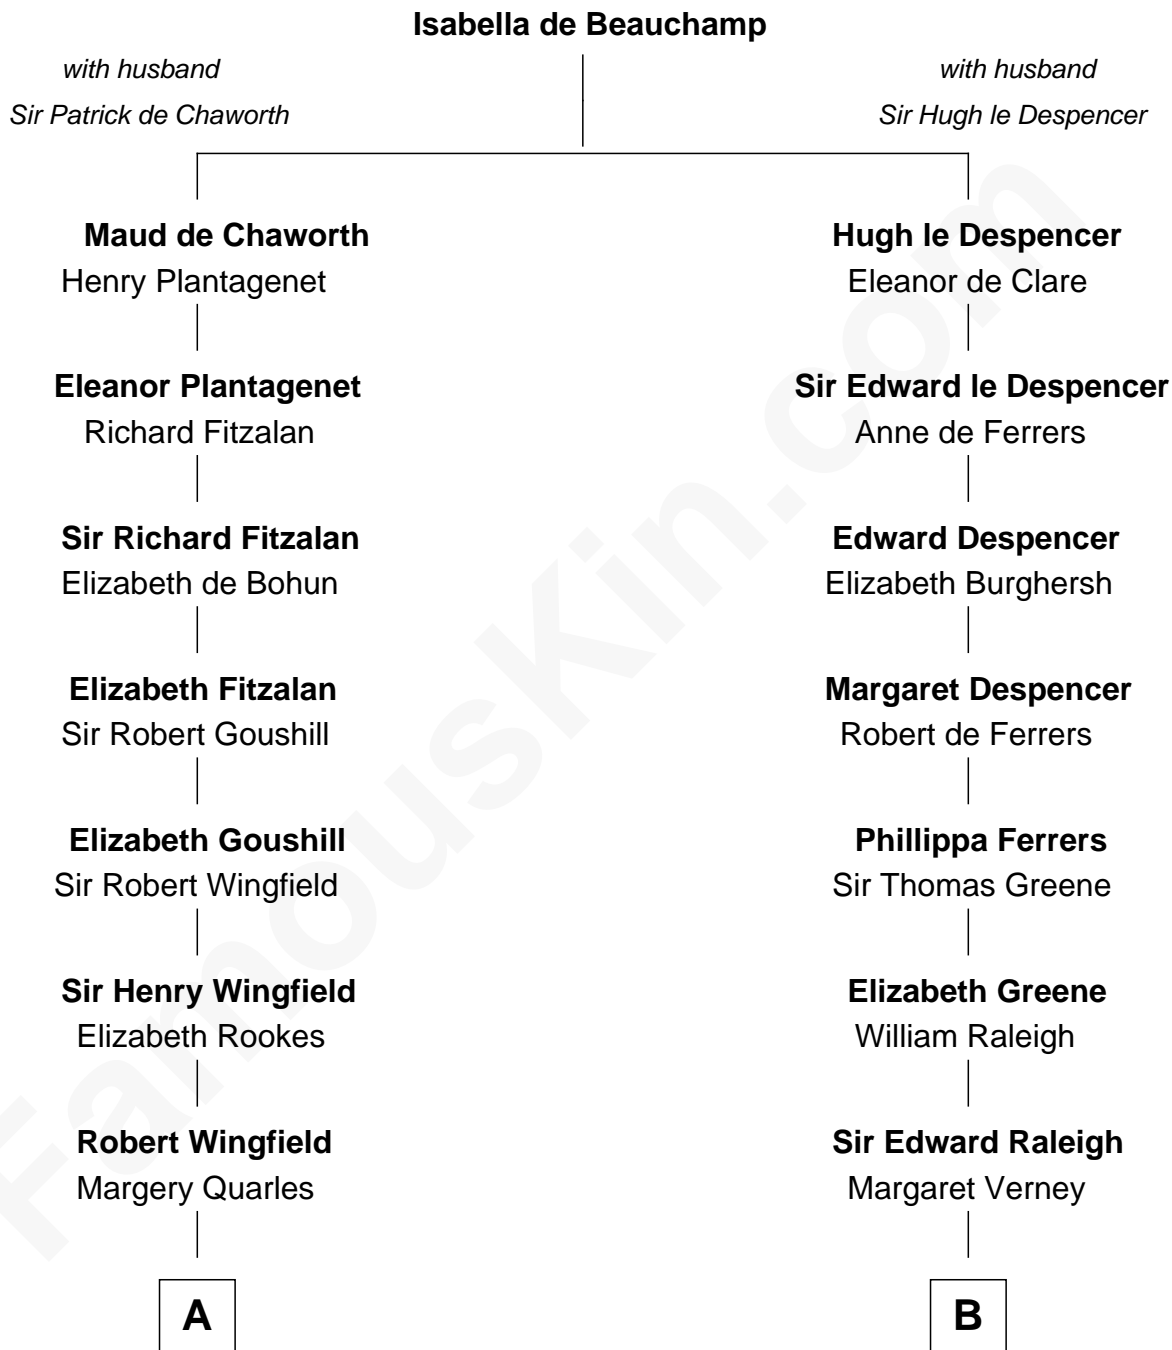 Isabella de Beauchamp
with husband
Sir Patrick de Chaworth
with husband
Sir Hugh le Despencer
Maud de Chaworth
Henry Plantagenet
Hugh le Despencer
Eleanor de Clare
Eleanor Plantagenet
Richard Fitzalan
Sir Edward le Despencer
Anne de Ferrers
Sir Richard Fitzalan
Elizabeth de Bohun
Edward Despencer
Elizabeth Burghersh
Elizabeth Fitzalan
Sir Robert Goushill
Margaret Despencer
Robert de Ferrers
Elizabeth Goushill
Sir Robert Wingfield
Phillippa Ferrers
Sir Thomas Greene
Sir Henry Wingfield
Elizabeth Rookes
Elizabeth Greene
William Raleigh
Robert Wingfield
Margery Quarles
Sir Edward Raleigh
Margaret Verney
A
B
FamousKin.com